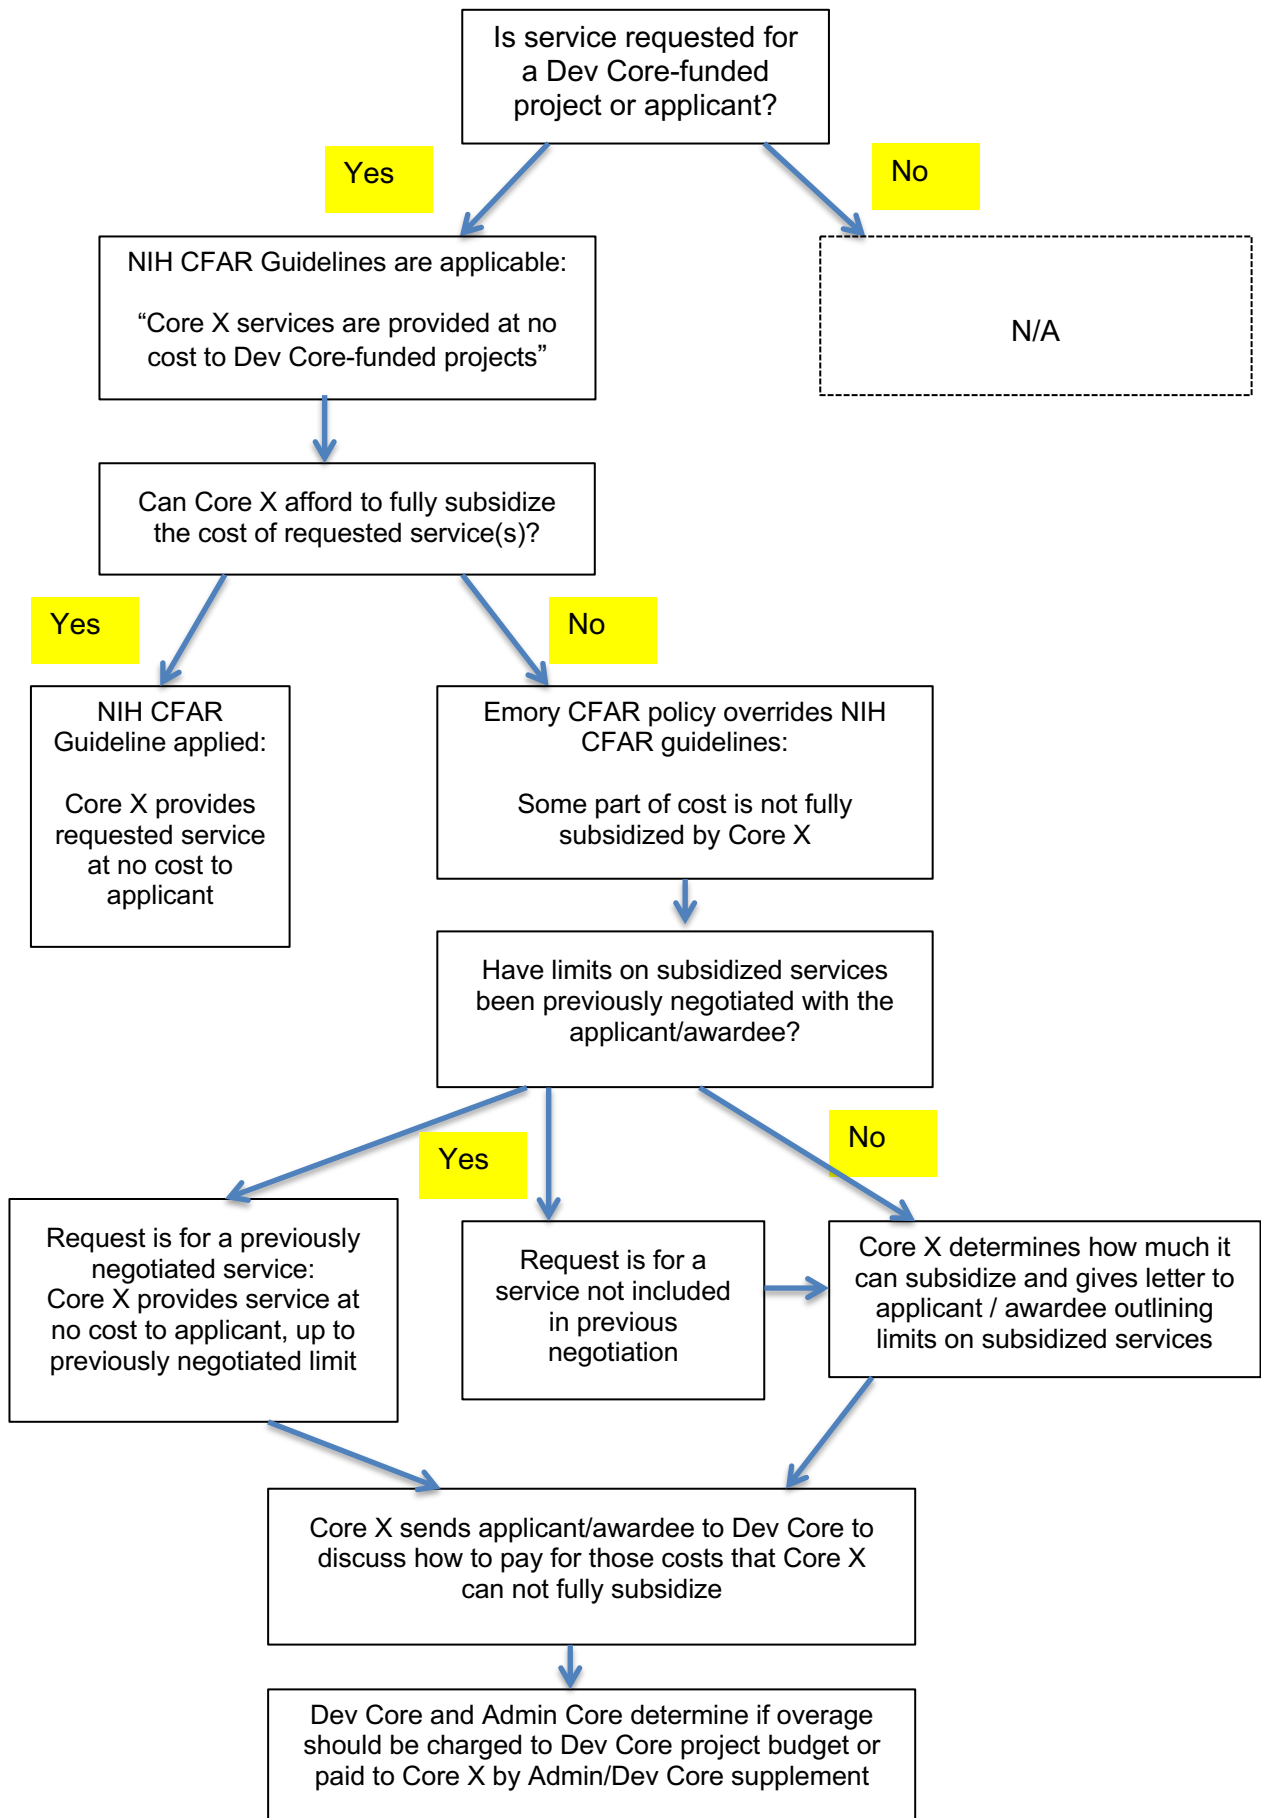 Is service requested for
a Dev Core-funded
project or applicant?
Yes
No
NIH CFAR Guidelines are applicable:
“Core X services are provided at no
cost to Dev Core-funded projects”
N/A
Can Core X afford to fully subsidize
the cost of requested service(s)?
Yes
No
NIH CFAR
Guideline applied:
Core X provides
requested service
at no cost to
applicant
Emory CFAR policy overrides NIH
CFAR guidelines:
Some part of cost is not fully
subsidized by Core X
Have limits on subsidized services
been previously negotiated with the
applicant/awardee?
Yes
No
Request is for a previously
negotiated service:
Core X provides service at
no cost to applicant, up to
previously negotiated limit
Request is for a
service not included
in previous
negotiation
Core X determines how much it
can subsidize and gives letter to
applicant / awardee outlining
limits on subsidized services
Core X sends applicant/awardee to Dev Core to
discuss how to pay for those costs that Core X
can not fully subsidize
Dev Core and Admin Core determine if overage
should be charged to Dev Core project budget or
paid to Core X by Admin/Dev Core supplement